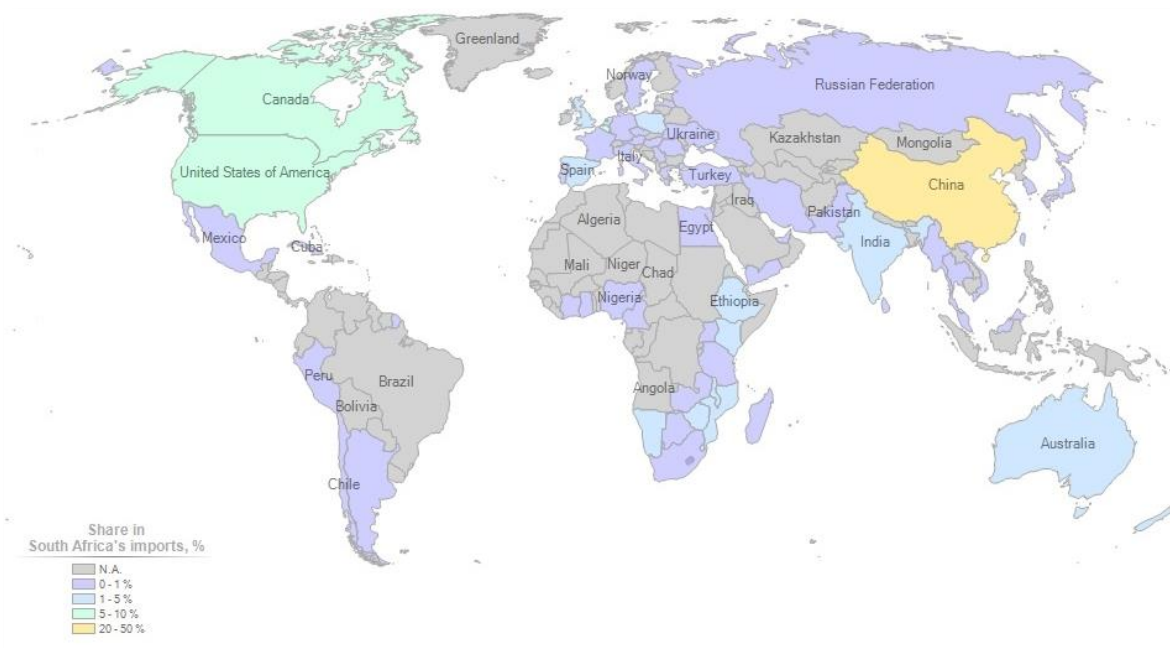 Greenland
Norway
Russian Federation
Canada
Ukraine
Kazakhstan
Mongolia
Italy
Spain
Turkey
United States of America
China
Iraq
Pakistan
Algeria
Egypt
India
Mexico
Cuba
Mali
Niger
Chad
Nigeria
Ethiopia
Peru
Brazil
Angola
Bolivia
Australia
Chile
Share in
South Africa's imports, %
N.A.
0 - 1 %
1 - 5 %
5 - 10 %
20 - 50 %